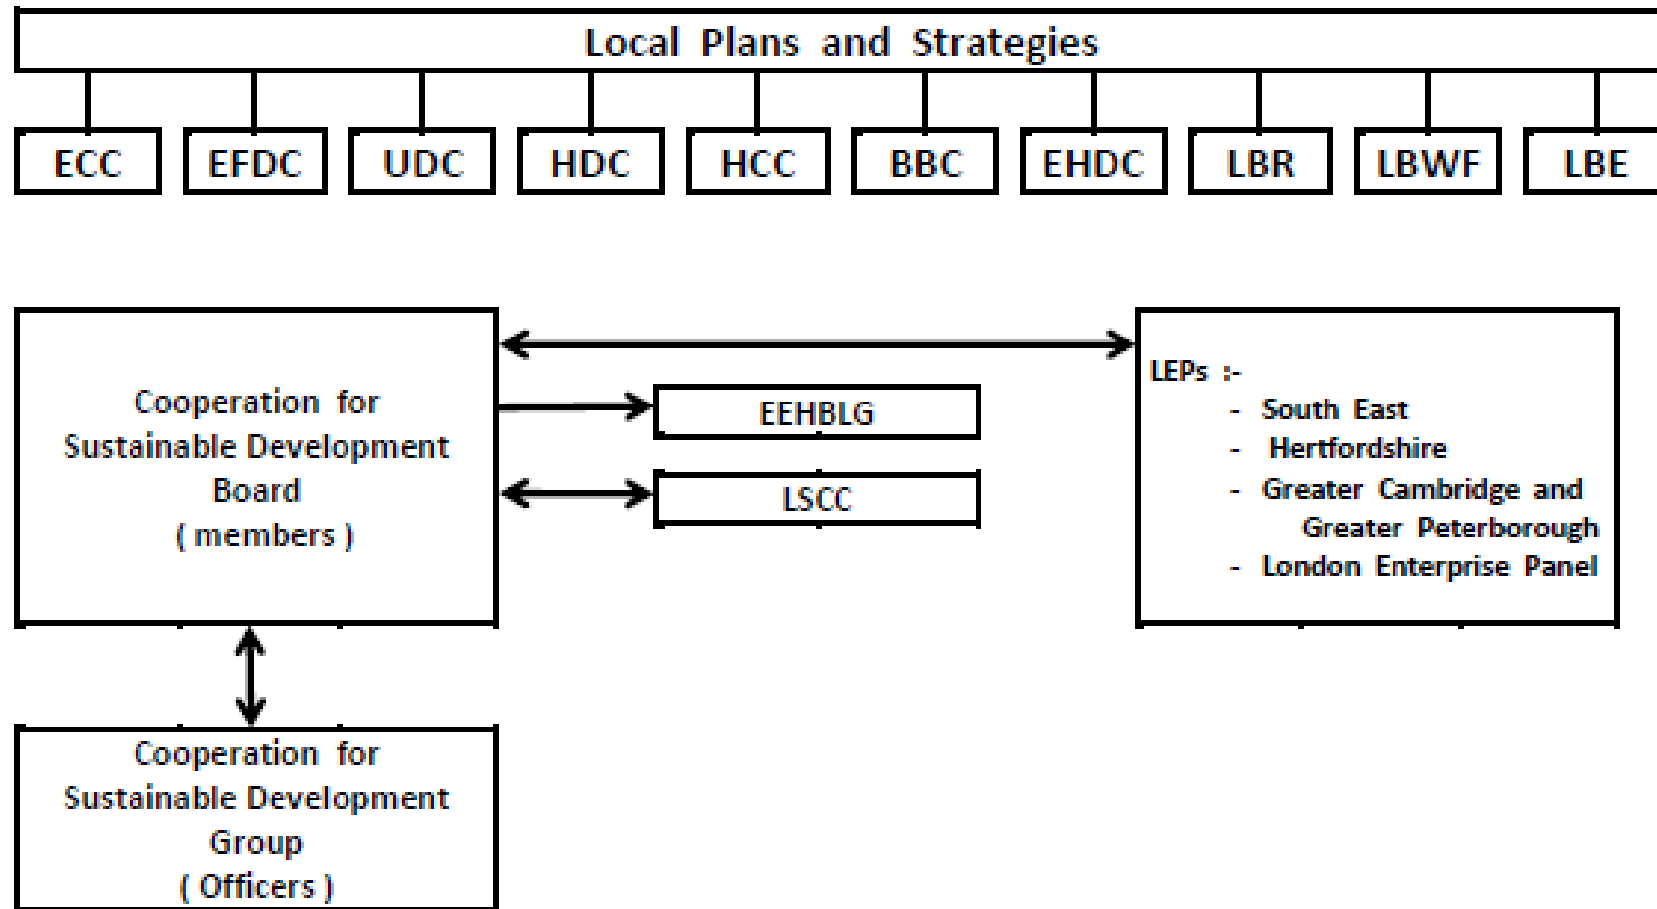 Local Plans and Strategies
ECC EFDC UDC HDC HCC BBC EHDC LBR LBWF LBE
Cooperation for
Sustainable Development
Board
( members )
EEHBLG
LSCC
LEPs :-
- South East
- Hertfordshire
- Greater Cambridge and
Greater Peterborough
- London Enterprise Panel
Cooperation for
Sustainable Development
Group
( Officers )